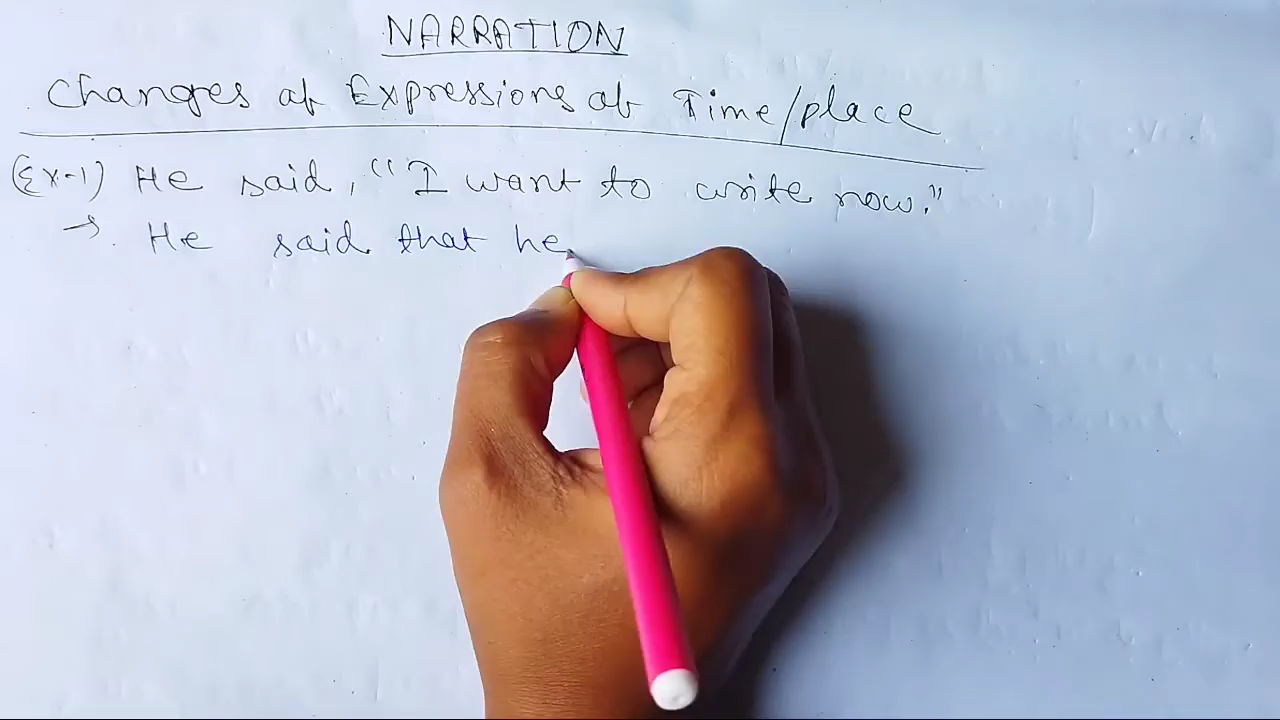 NARRATION
Changes of Expressions of Time/place
(Ex-1) He said, "I want to write now."
→ He said that he